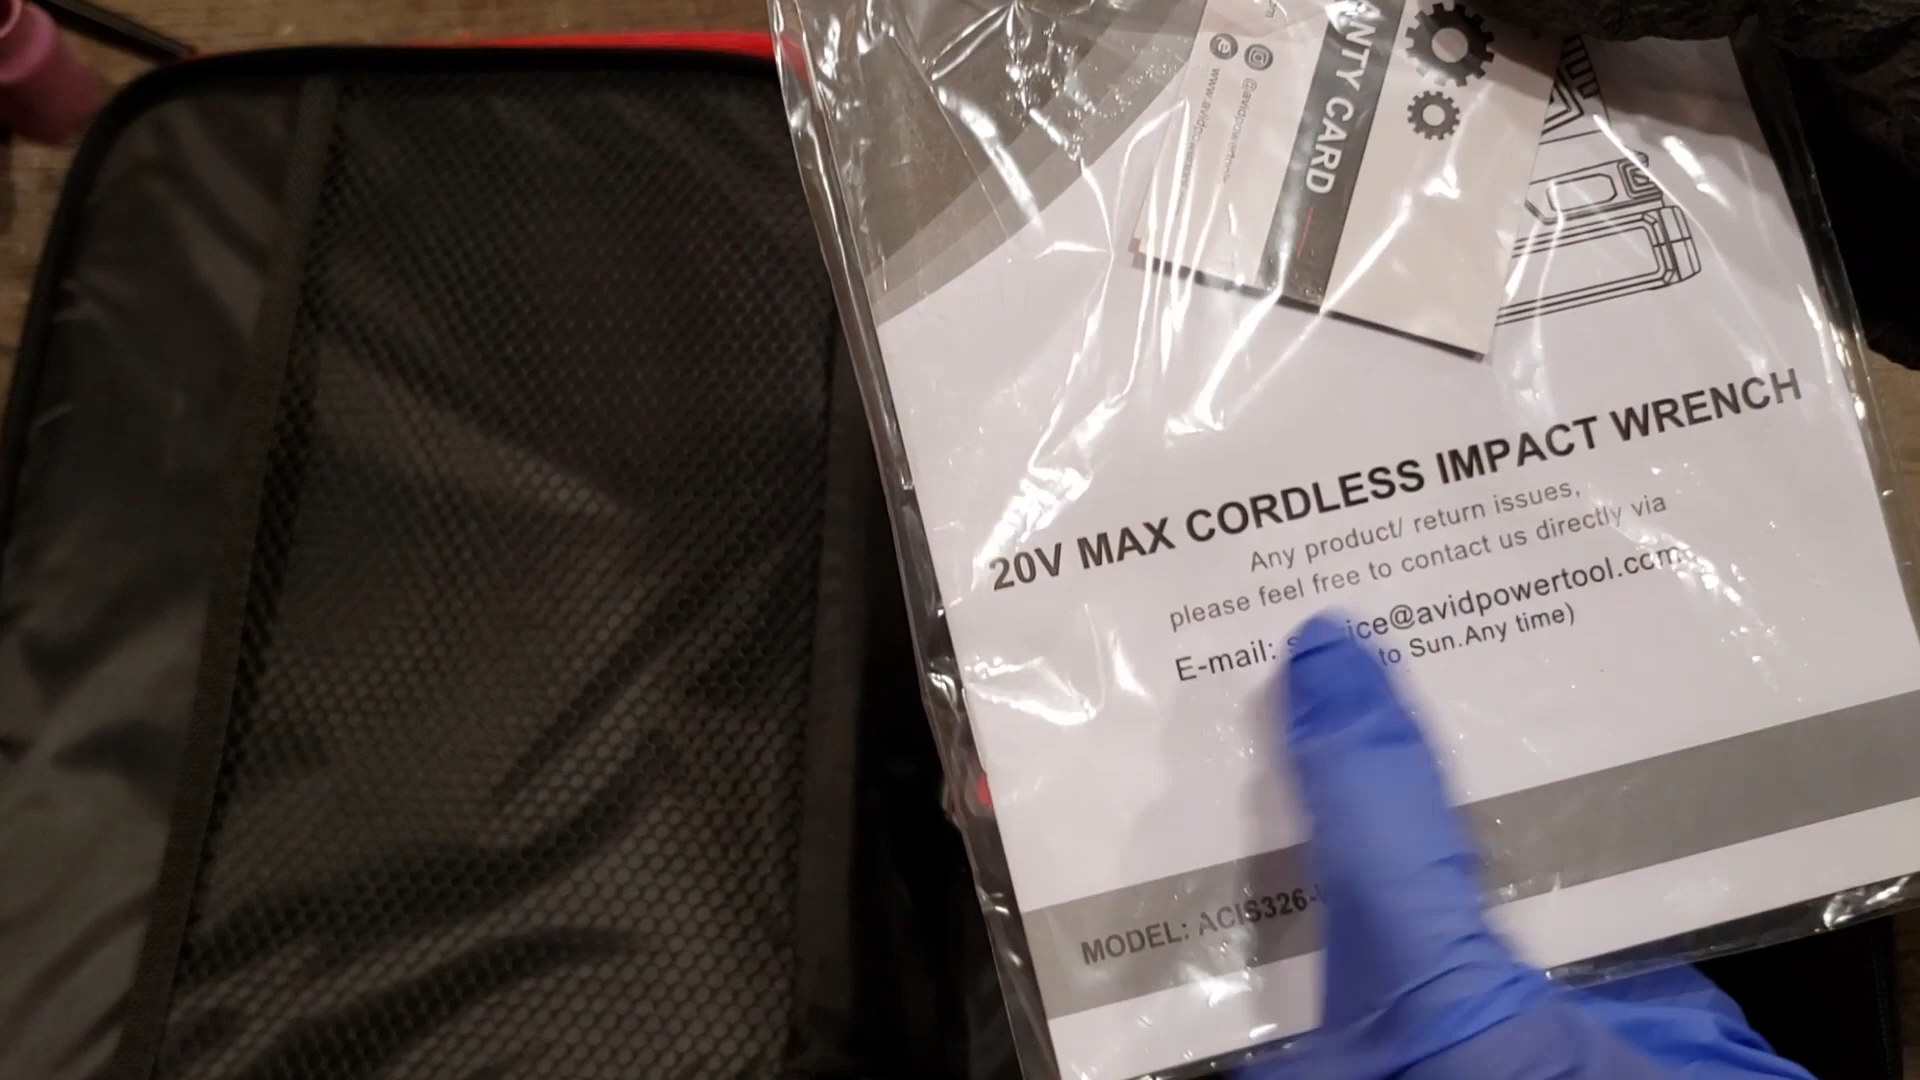 NTY CARD
20V MAX CORDLESS IMPACT WRENCH
Any product/ return issues,
please feel free to contact us directly via
E-mail: s ice@avidpowertool.com
to Sun.Any time)
MODEL: ACIS326-